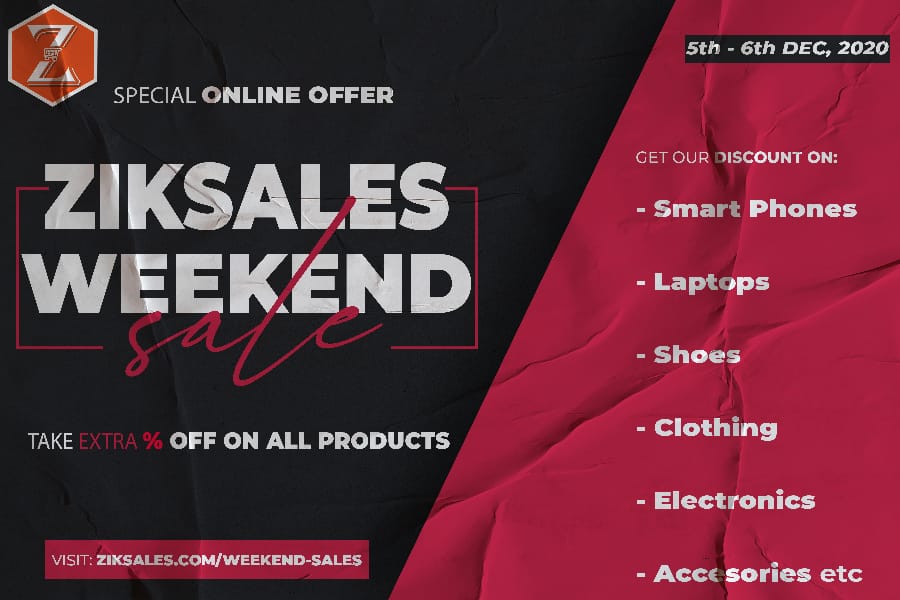 Z
SPECIAL ONLINE OFFER
ZIKSALES
WEEKEND
sale
TAKE EXTRA % OFF ON ALL PRODUCTS
VISIT: ZIKSALES.COM/WEEKEND-SALES
5th - 6th DEC, 2020
GET OUR DISCOUNT ON:
- Smart Phones
- Laptops
- Shoes
- Clothing
- Electronics
- Accesories etc